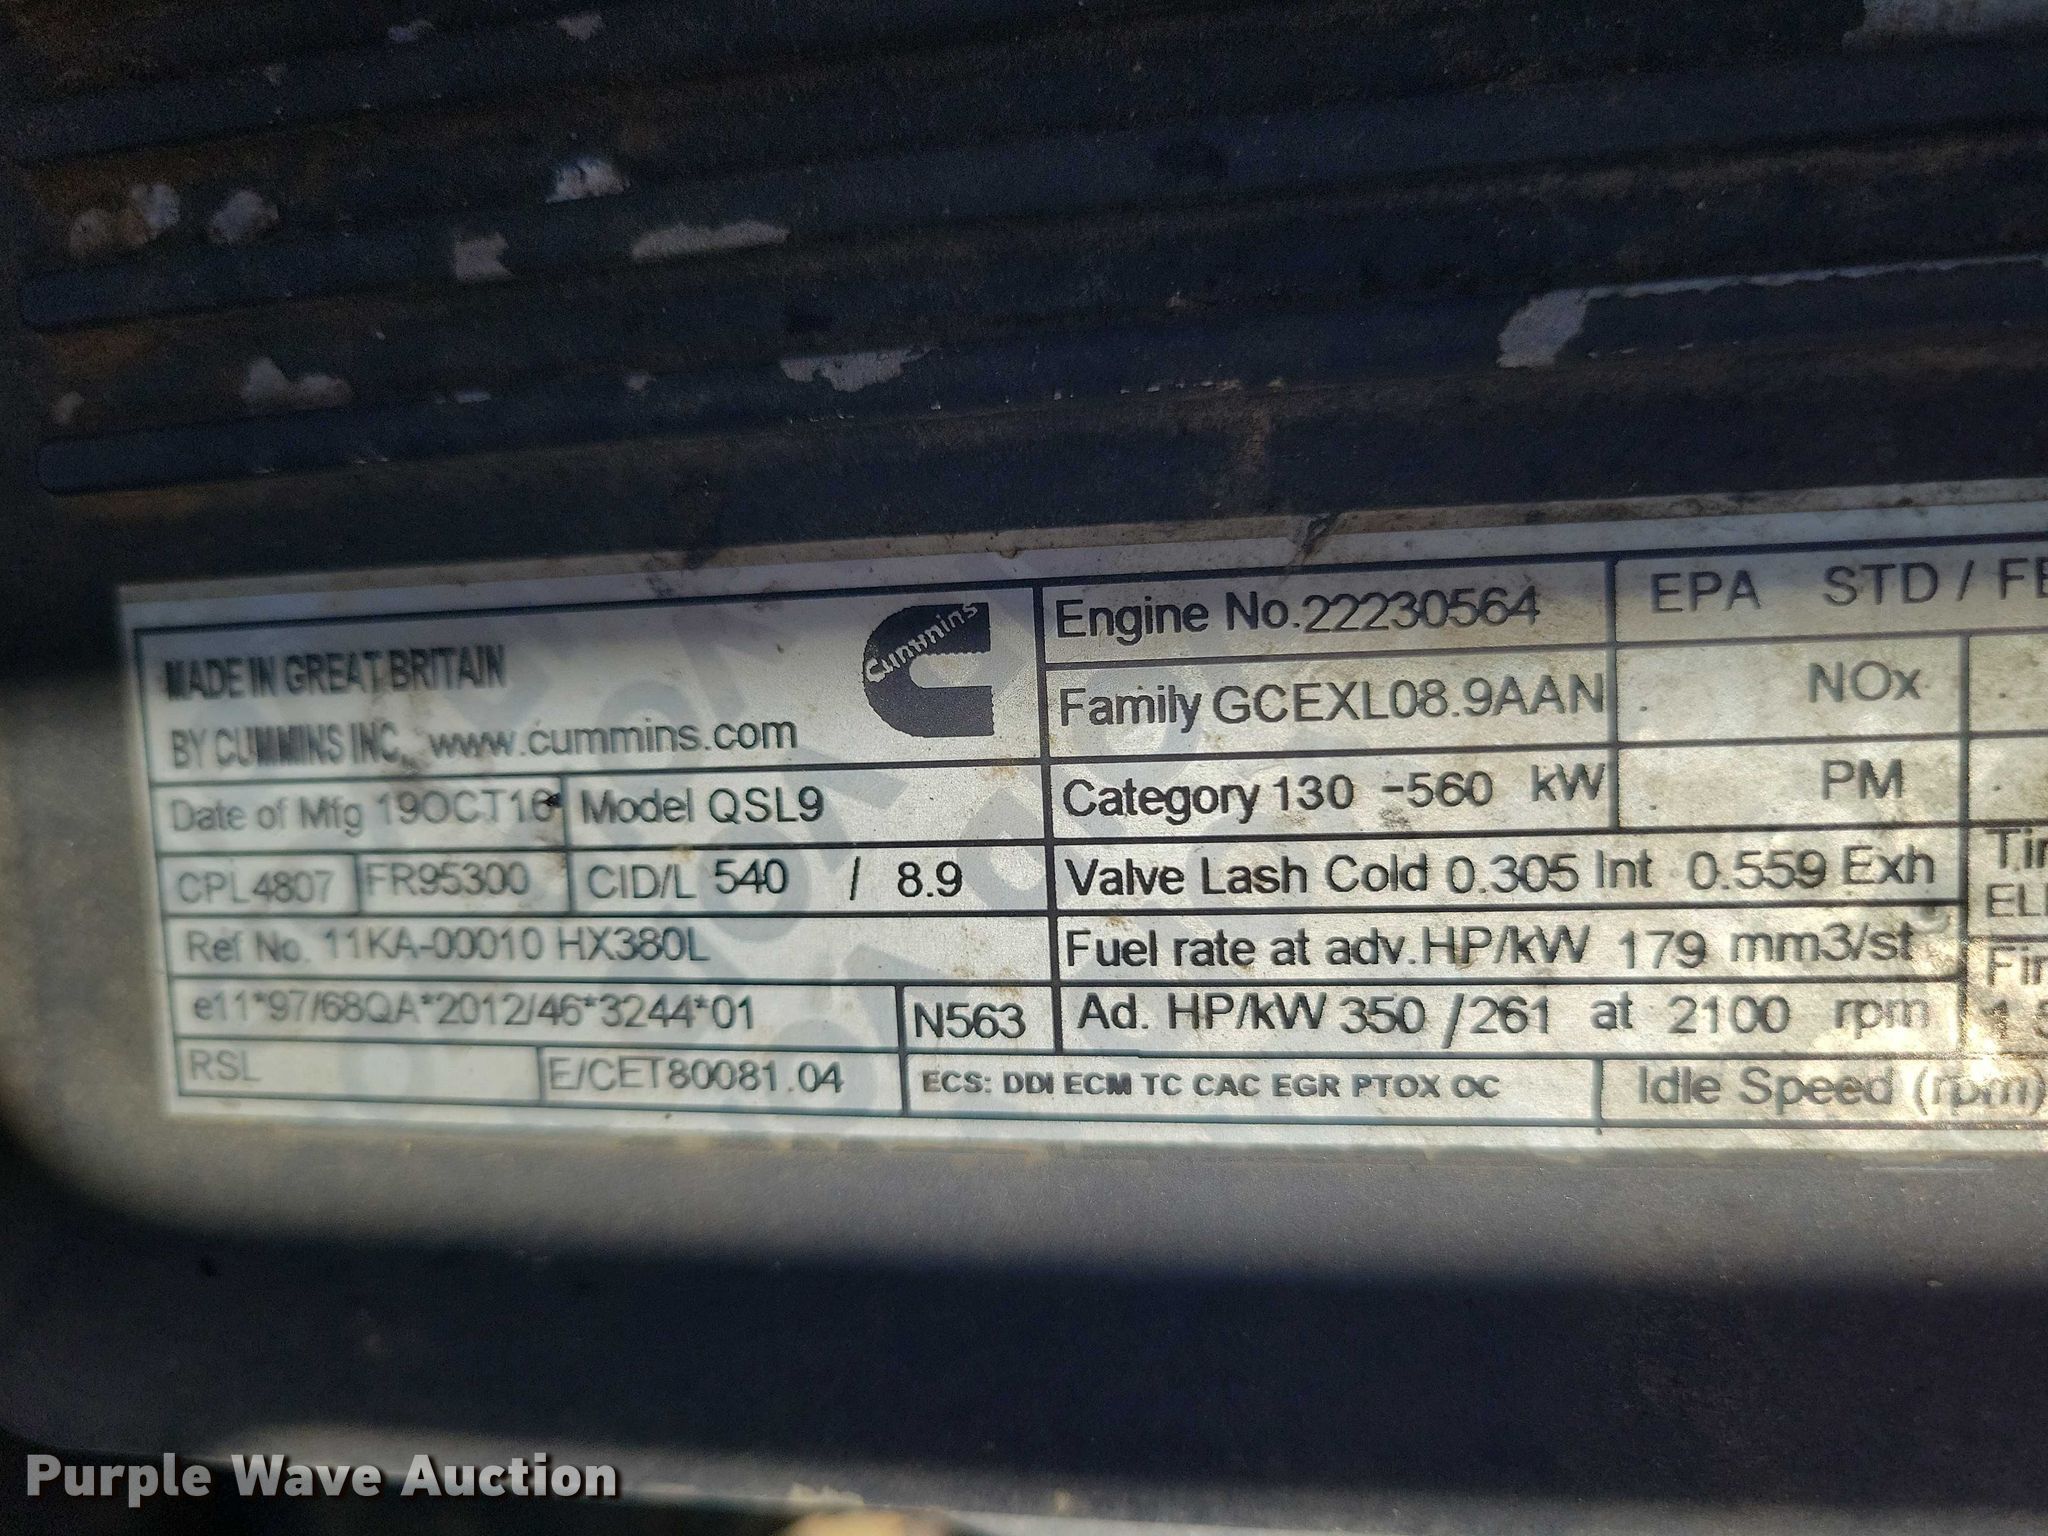 MADE IN GREAT BRITAIN
BY CUMMINS INC. www.cummins.com
Cummins
Date of Mfg 19OCT16
Model QSL9
CPL 4807
FR95300
CID/L 540 / 8.9
Ref No. 11KA-00010 HX380L
e11*97/68QA*2012/46*3244*01
N563
RSL
E/CET80081.04
Engine No.22230564
Family GCEXL08.9AAN
Category 130 -560 kW
Valve Lash Cold 0.305 Int 0.559 Exh
Fuel rate at adv.HP/kW 179 mm3/st
Ad. HP/kW 350 /261 at 2100 rpm
ECS: DDI ECM TC CAC EGR PTOX OC
EPA STD /
NOx
PM
Idle Speed (rpm)
Purple Wave Auction